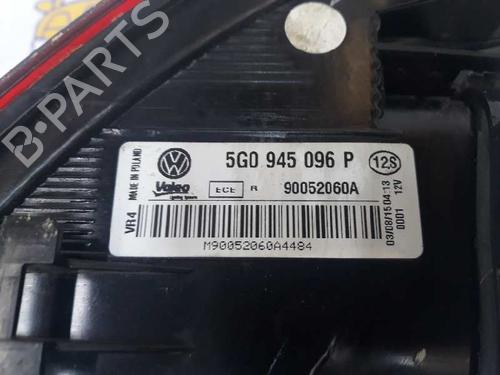 B-PARTS
VR4 MADE IN POLAND
VW
5G0 945 096 P
12S
Valeo
ECE R 90052060A
M90052060A4484
03/08/15 04:13
0001 12V